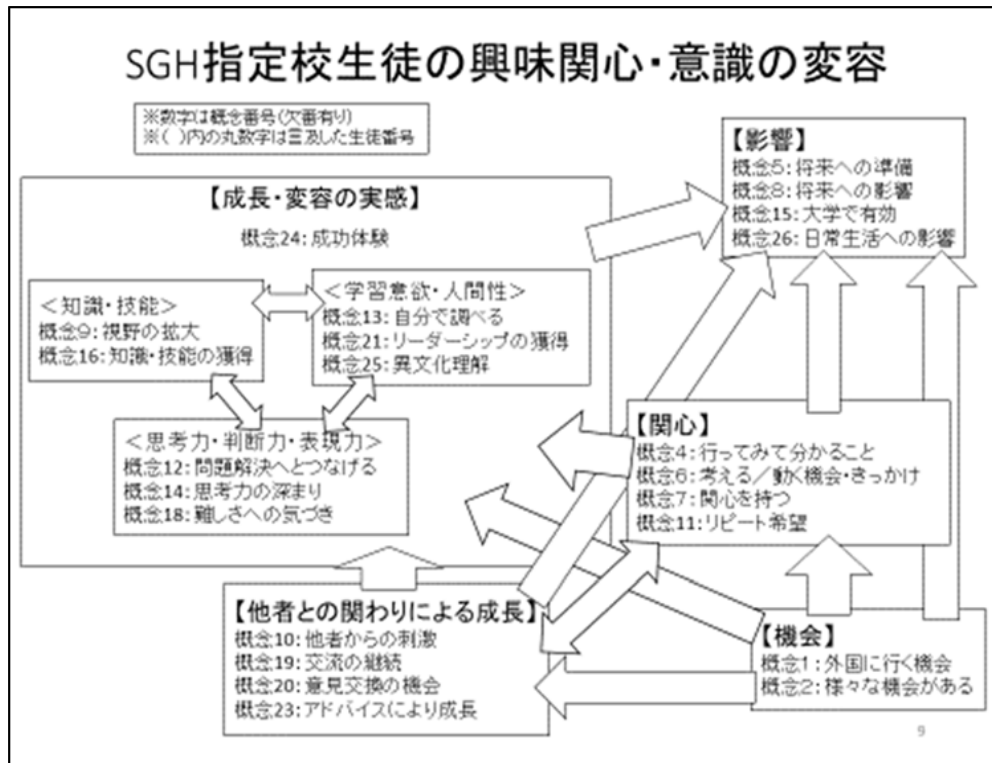 SGH指定校生徒の興味関心・意識の変容
※数字は概念番号(欠番有り)
※( )内の丸数字は言及した生徒番号
【成長・変容の実感】
概念24:成功体験
<知識・技能>
概念9:視野の拡大
概念16:知識・技能の獲得
<学習意欲・人間性>
概念13:自分で調べる
概念21:リーダーシップの獲得
概念25:異文化理解
<思考力・判断力・表現力>
概念12:問題解決へとつなげる
概念14:思考力の深まり
概念18:難しさへの気づき
【影響】
概念5:将来への準備
概念8:将来への影響
概念15:大学で有効
概念26:日常生活への影響
【関心】
概念4:行ってみて分かること
概念6:考える/動く機会・きっかけ
概念7:関心を持つ
概念11:リピート希望
【他者との関わりによる成長】
概念10:他者からの刺激
概念19:交流の継続
概念20:意見交換の機会
概念23:アドバイスにより成長
【機会】
概念1:外国に行く機会
概念2:様々な機会がある
9